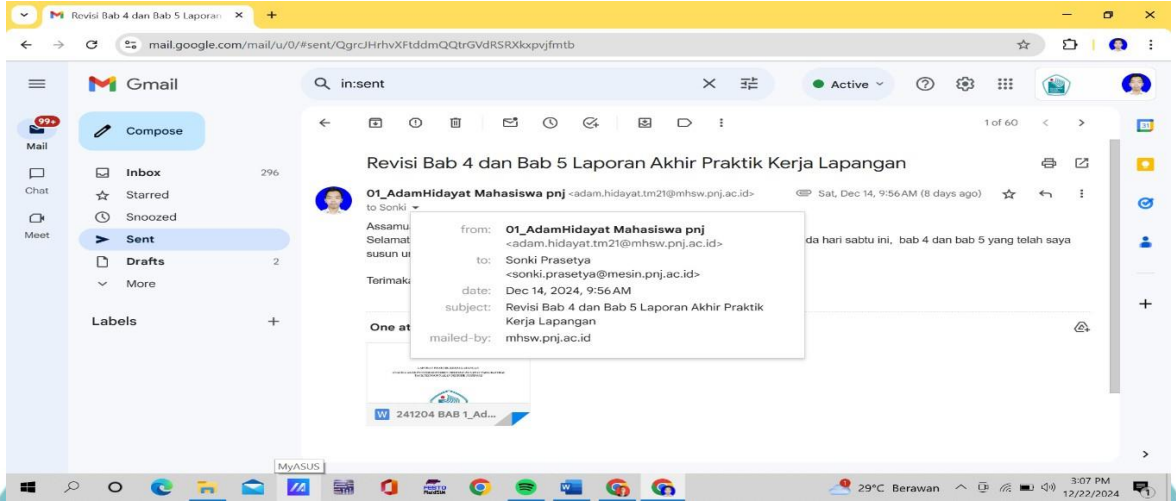 Revisi Bab 4 dan Bab 5 Laporan
mail.google.com/mail/u/0/#sent/QgrcJHrhvXFtddmQQtrGVdRSRXkxpvjfmtb
Gmail
in:sent
Active
99+
Mail
Compose
1 of 60
31
Chat
Meet
Inbox 296
Starred
Snoozed
Sent
Drafts 2
More
Labels
Revisi Bab 4 dan Bab 5 Laporan Akhir Praktik Kerja Lapangan
01_AdamHidayat Mahasiswa pnj <adam.hidayat.tm21@mhsw.pnj.ac.id>
Sat, Dec 14, 9:56 AM (8 days ago)
to Sonki
Assamu
Selamat da hari sabtu ini, bab 4 dan bab 5 yang telah saya
susun ur
Terimaka
from: 01_AdamHidayat Mahasiswa pnj
<adam.hidayat.tm21@mhsw.pnj.ac.id>
to: Sonki Prasetya
<sonki.prasetya@mesin.pnj.ac.id>
date: Dec 14, 2024, 9:56 AM
subject: Revisi Bab 4 dan Bab 5 Laporan Akhir Praktik
Kerja Lapangan
mailed-by: mhsw.pnj.ac.id
One at
W 241204 BAB 1_Ad...
MyASUS
29°C Berawan
3:07 PM
12/22/2024